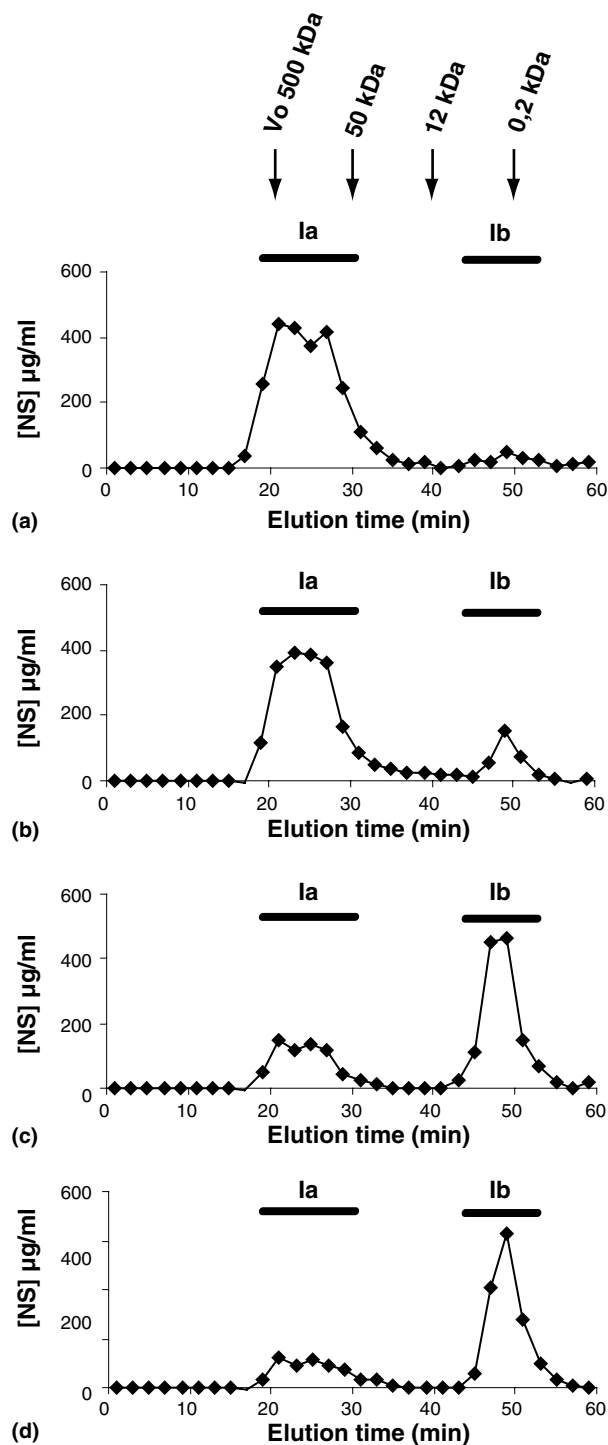 Vo 500 kDa
50 kDa
12 kDa
0,2 kDa
Ia
Ib
600
400
200
0
[NS] µg/ml
0 10 20 30 40 50 60
(a)
Elution time (min)
Ia
Ib
600
400
200
0
[NS] µg/ml
0 10 20 30 40 50 60
(b)
Elution time (min)
Ia
Ib
600
400
200
0
[NS] µg/ml
0 10 20 30 40 50 60
(c)
Elution time (min)
Ia
Ib
600
400
200
0
[NS] µg/ml
0 10 20 30 40 50 60
(d)
Elution time (min)